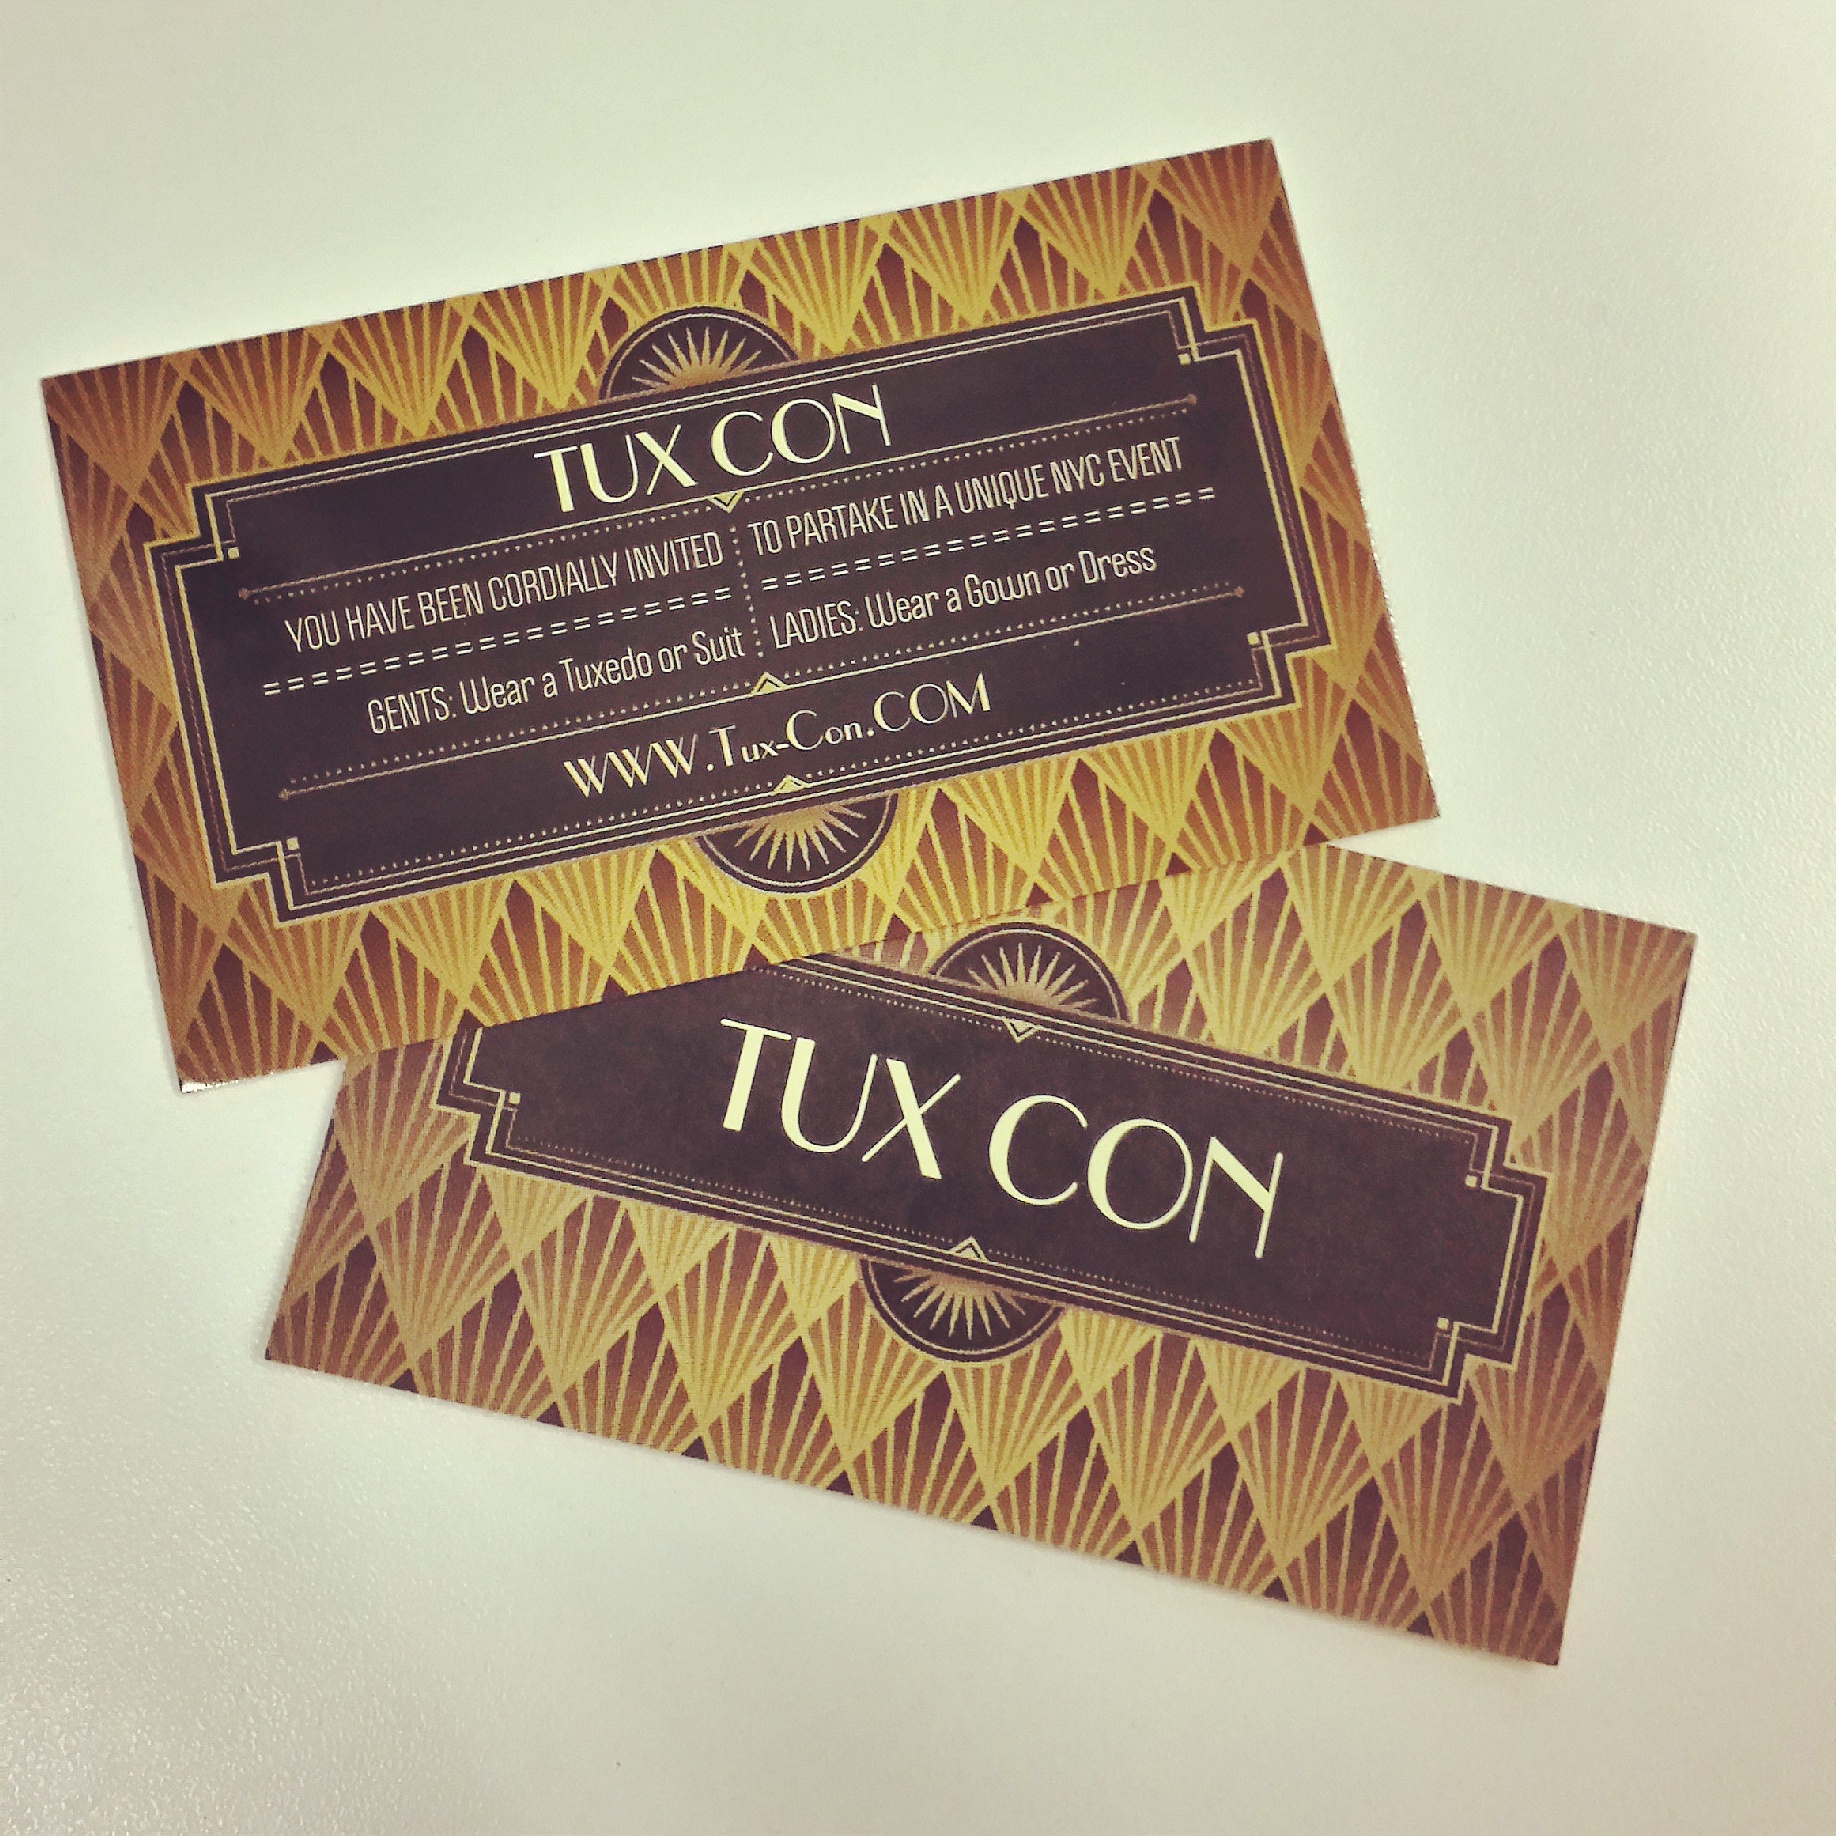 TUX CON
YOU HAVE BEEN CORDIALLY INVITED
TO PARTAKE IN A UNIQUE NYC EVENT
GENTS: Wear a Tuxedo or Suit
LADIES: Wear a Gown or Dress
WWW.Tux-Con.COM
TUX CON